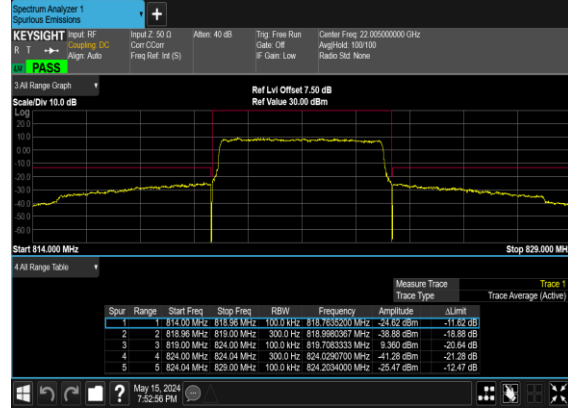 Spectrum Analyzer 1
Spurious Emissions
+
KEYSIGHT Input: RF Input Z: 50 Ω Atten: 40 dB Trig: Free Run Center Freq: 22.005000000 GHz
R T Coupling: DC Corr CCorr Gate: Off Avg|Hold: 100/100
Align: Auto Freq Ref: Int (S) IF Gain: Low Radio Std: None
PASS
3 All Range Graph Ref Lvl Offset 7.50 dB
Scale/Div 10.0 dB Ref Value 30.00 dBm
Log
20.0
10.0
0.00
-10.0
-20.0
-30.0
-40.0
-50.0
-60.0
Start 814.000 MHz Stop 829.000 MH
4 All Range Table
Measure Trace Trace 1
Trace Type Trace Average (Active)
Spur Range Start Freq Stop Freq RBW Frequency Amplitude ΔLimit
1 1 814.00 MHz 818.96 MHz 100.0 kHz 818.7635200 MHz -24.62 dBm -11.62 dB
2 2 818.96 MHz 819.00 MHz 300.0 Hz 818.9980367 MHz -38.88 dBm -18.88 dB
3 3 819.00 MHz 824.00 MHz 100.0 kHz 819.7083333 MHz 9.360 dBm -20.64 dB
4 4 824.00 MHz 824.04 MHz 300.0 Hz 824.0290700 MHz -41.28 dBm -21.28 dB
5 5 824.04 MHz 829.00 MHz 100.0 kHz 824.2034000 MHz -25.47 dBm -12.47 dB
? May 15, 2024
7:52:56 PM